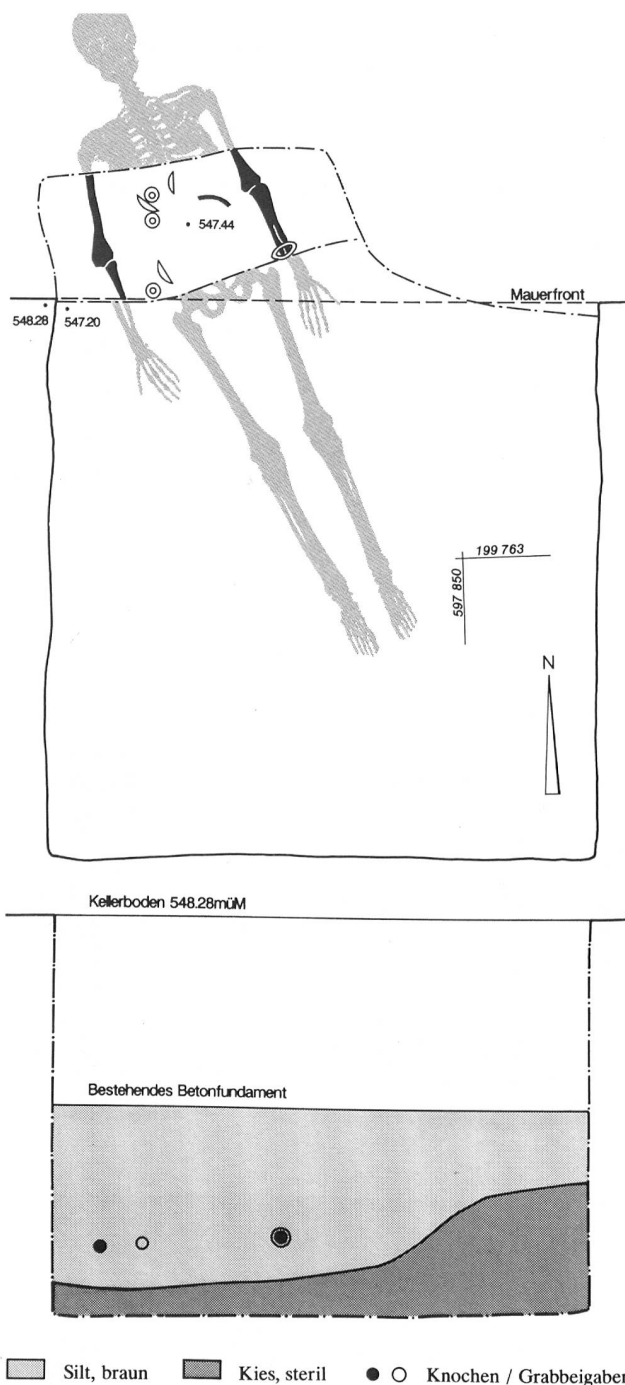 547.44
Mauerfront
548.28 547.20
199 763
597 850
N
Kellerboden 548.28müM
Bestehendes Betonfundament
Silt, braun Kies, steril Knochen / Grabbeigaben